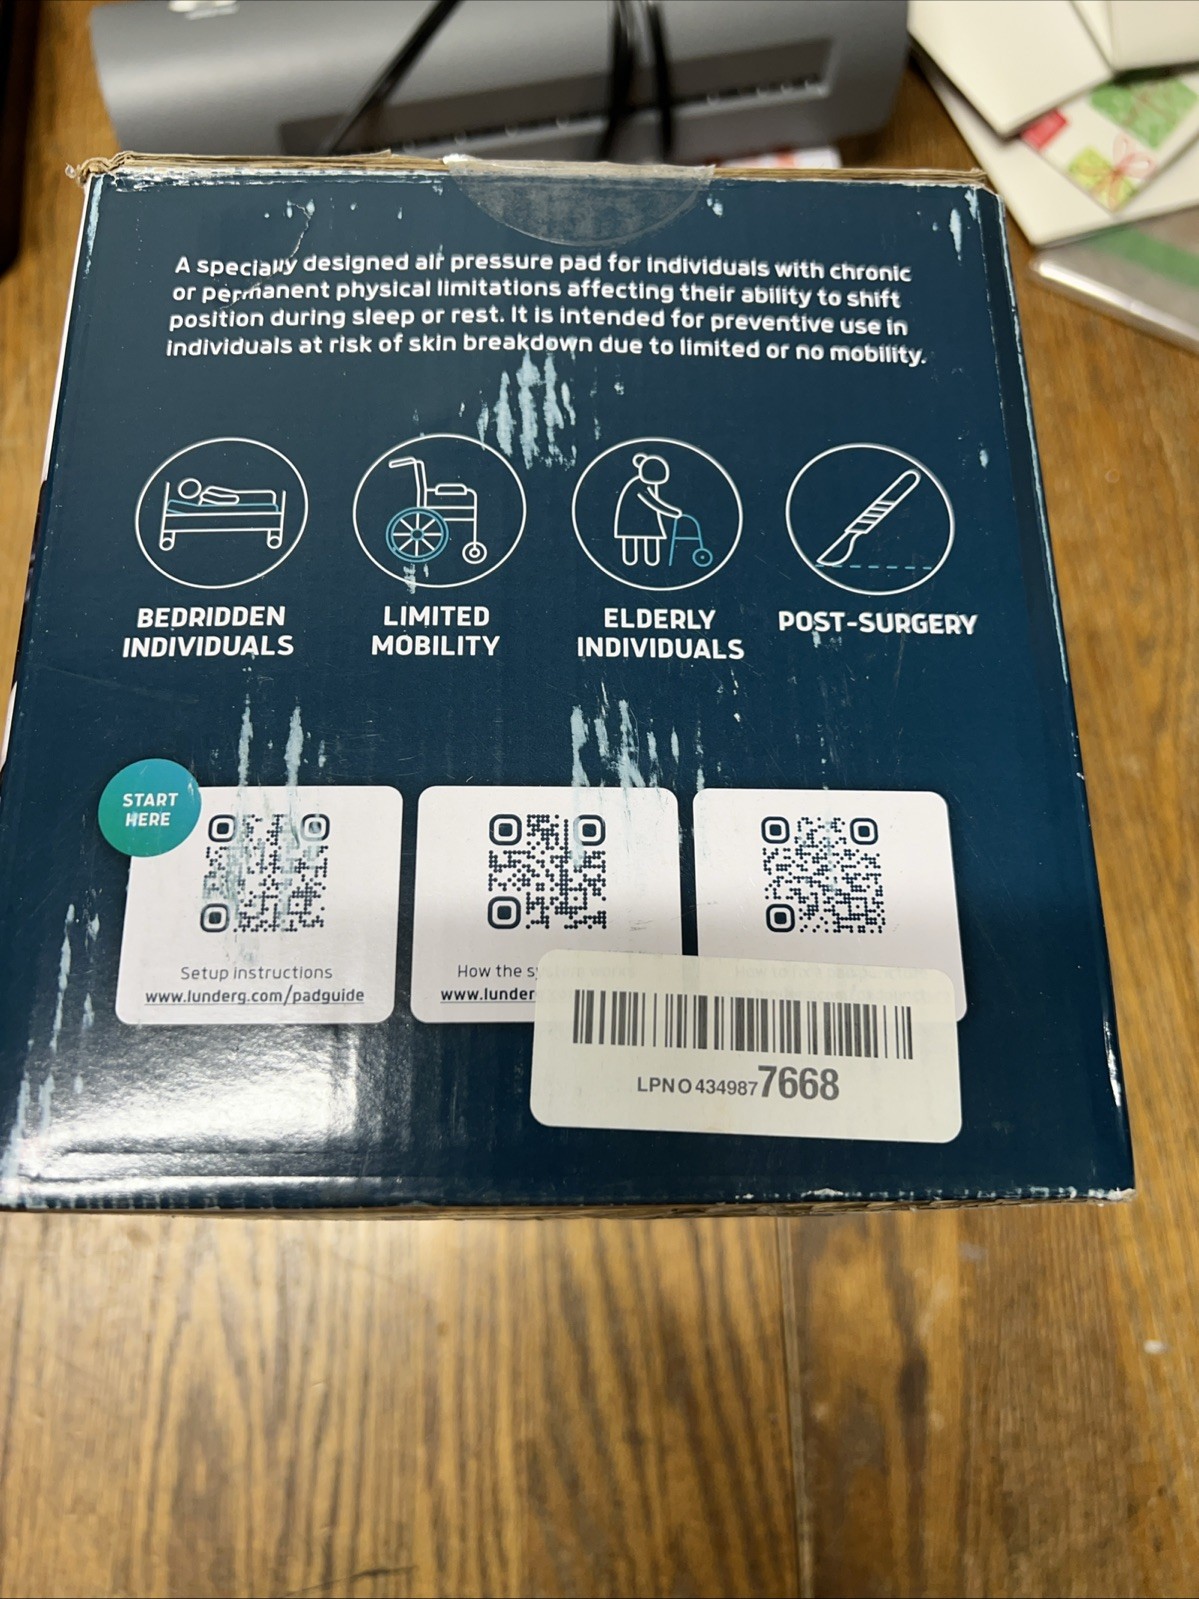 A specially designed air pressure pad for individuals with chronic
or permanent physical limitations affecting their ability to shift
position during sleep or rest. It is intended for preventive use in
individuals at risk of skin breakdown due to limited or no mobility.
BEDRIDDEN
INDIVIDUALS
LIMITED
MOBILITY
ELDERLY
INDIVIDUALS
POST-SURGERY
START
HERE
Setup instructions
www.lunderg.com/padguide
How the
www.lunder
LPNO4349877668